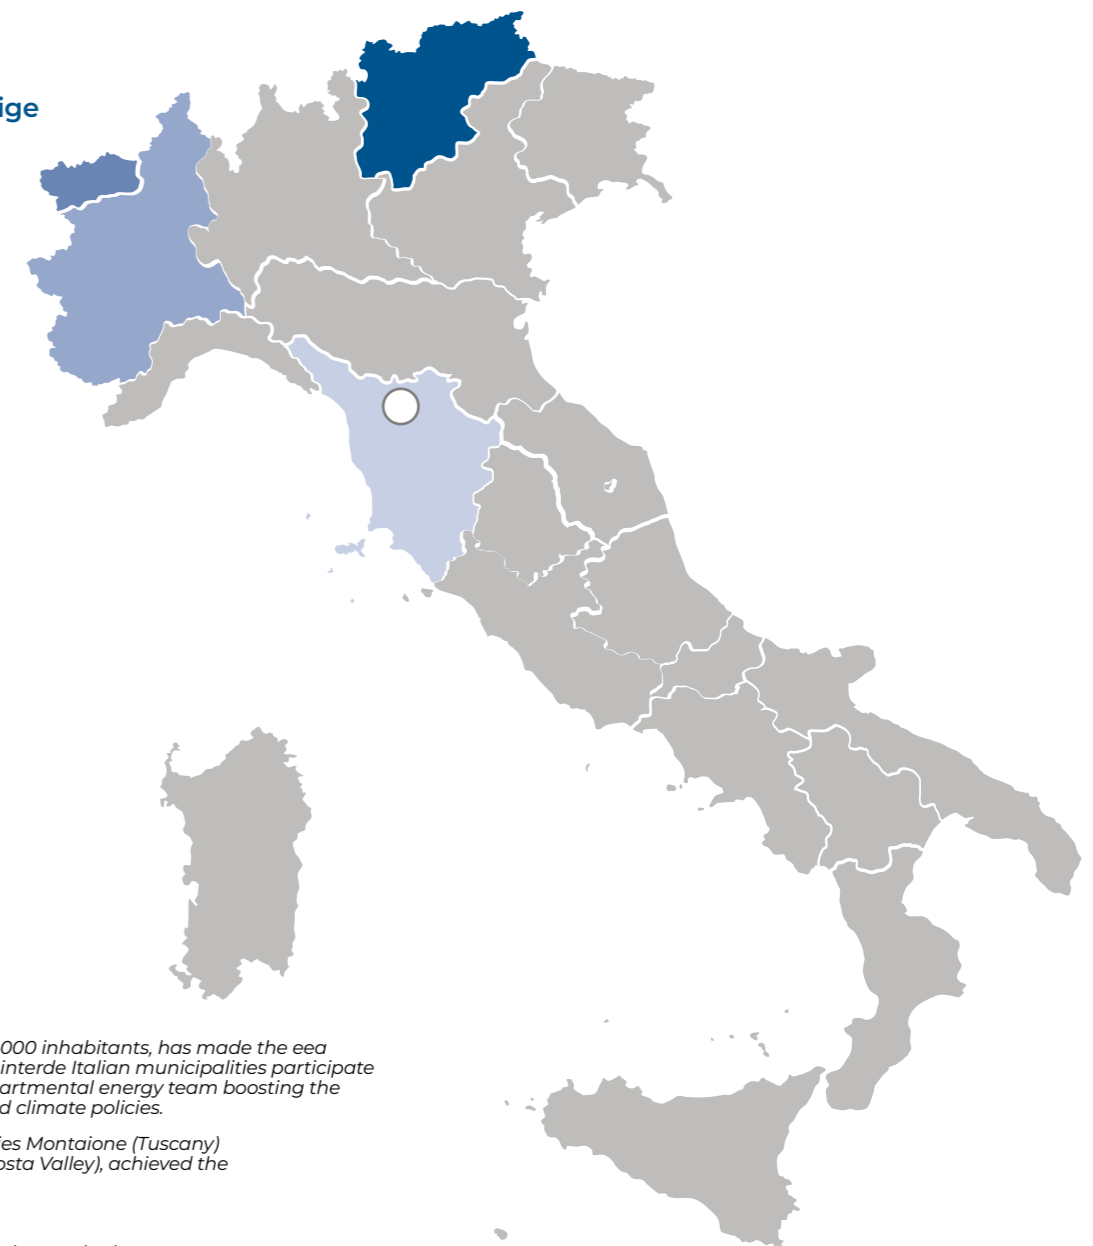 ige
000 inhabitants, has made the eea
interde Italian municipalities participate
artmental energy team boosting the
d climate policies.
es Montaione (Tuscany)
osta Valley), achieved the